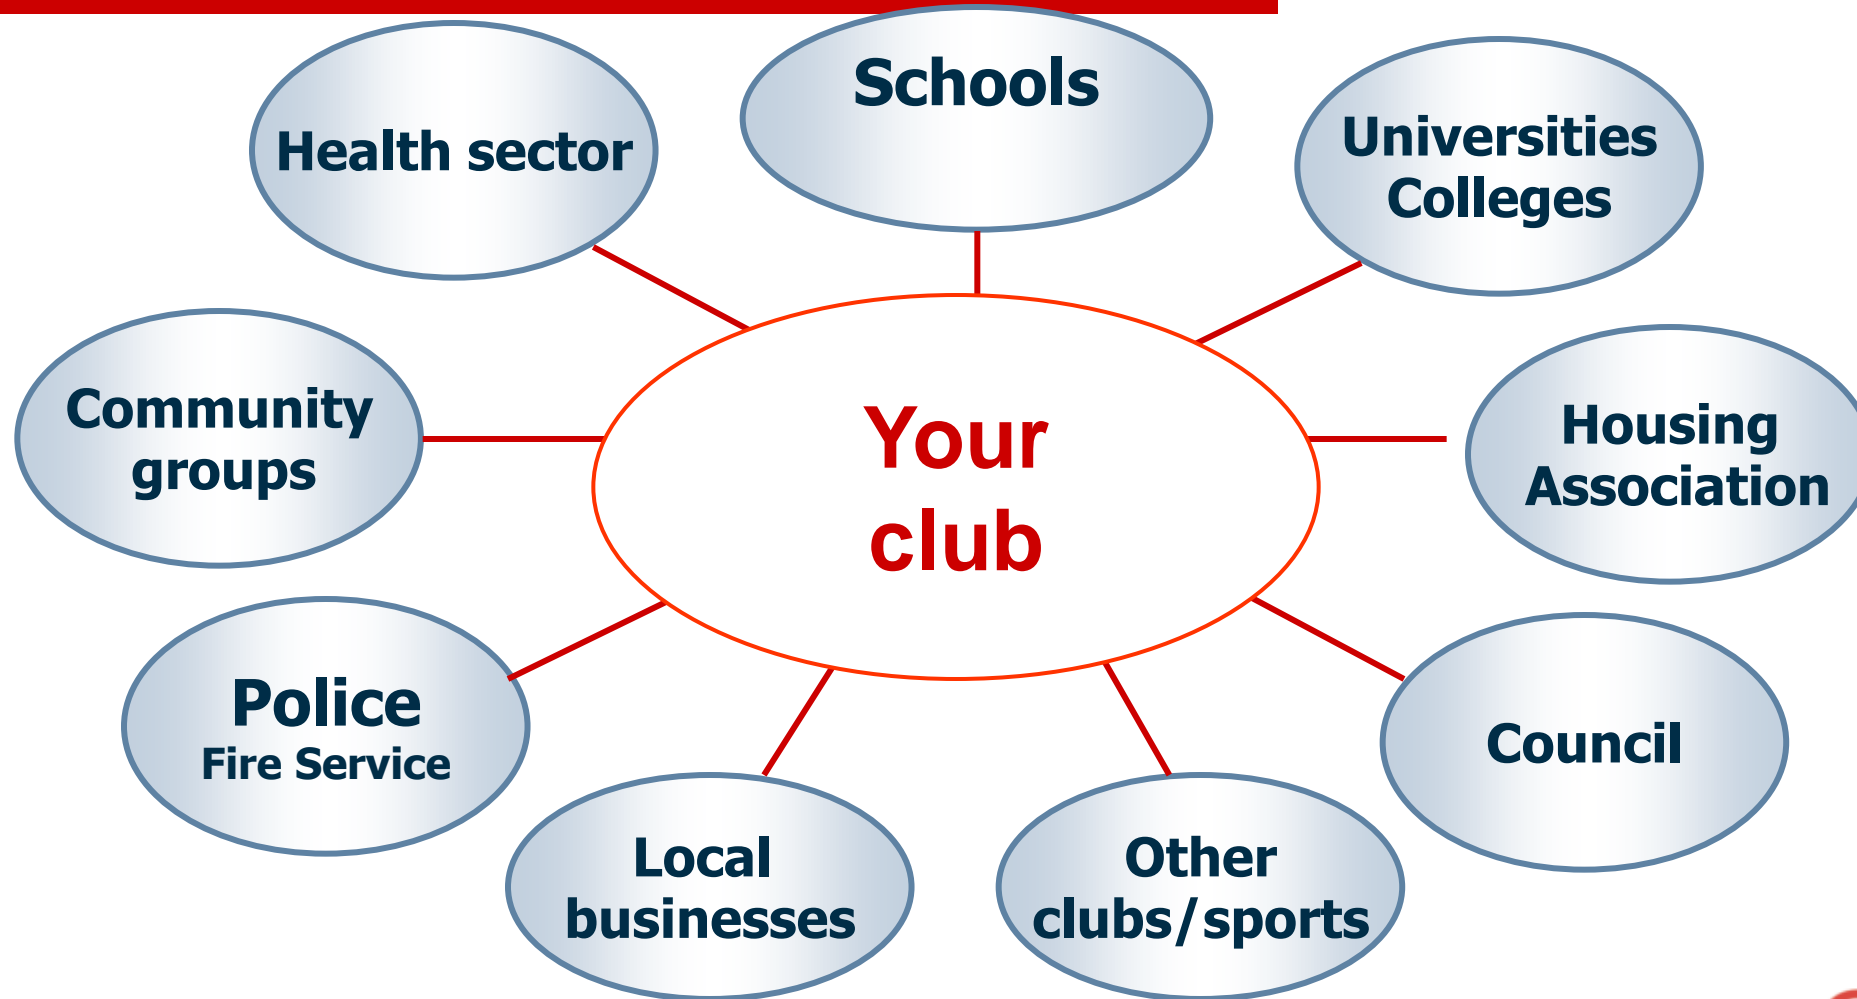 Schools
Health sector
Universities
Colleges
Community
groups
Your
club
Housing
Association
Police
Fire Service
Council
Local
businesses
Other
clubs/sports